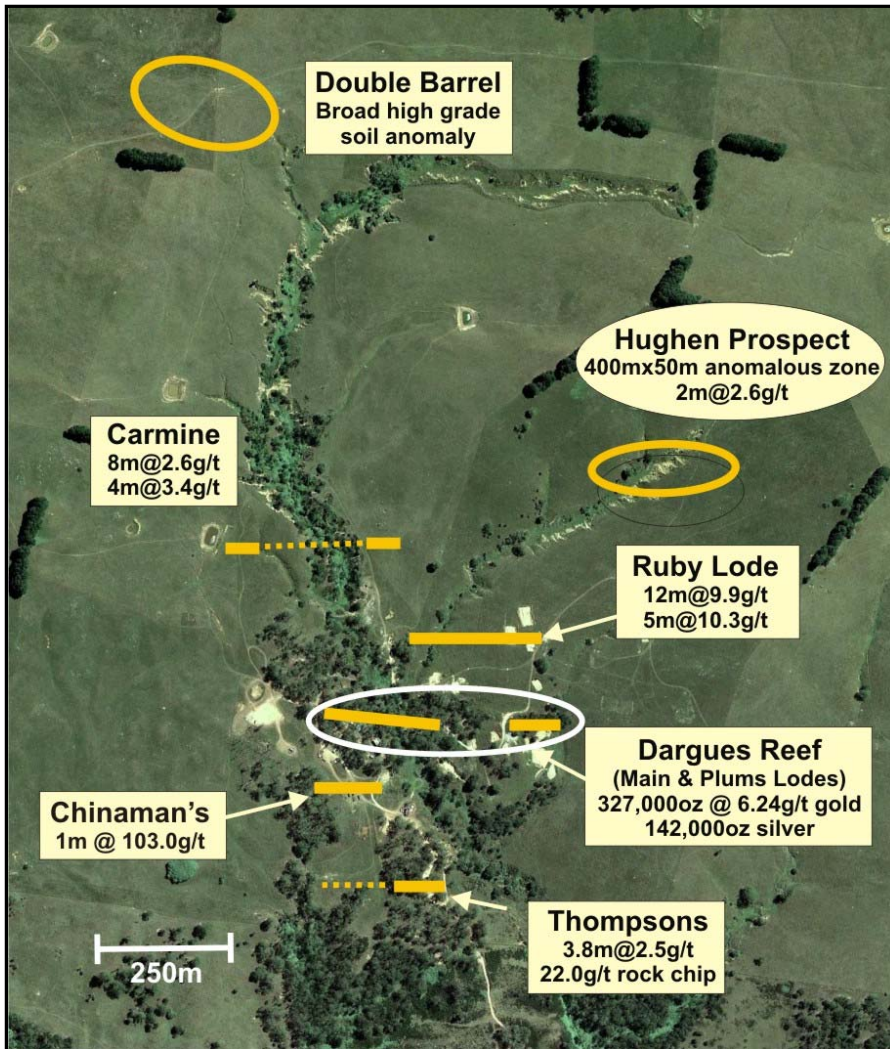 Double Barrel
Broad high grade
soil anomaly
Hughen Prospect
400mx50m anomalous zone
2m@2.6g/t
Carmine
8m@2.6g/t
4m@3.4g/t
Ruby Lode
12m@9.9g/t
5m@10.3g/t
Dargues Reef
(Main & Plums Lodes)
327,000oz @ 6.24g/t gold
142,000oz silver
Chinaman's
1m @ 103.0g/t
Thompsons
3.8m@2.5g/t
22.0g/t rock chip
250m